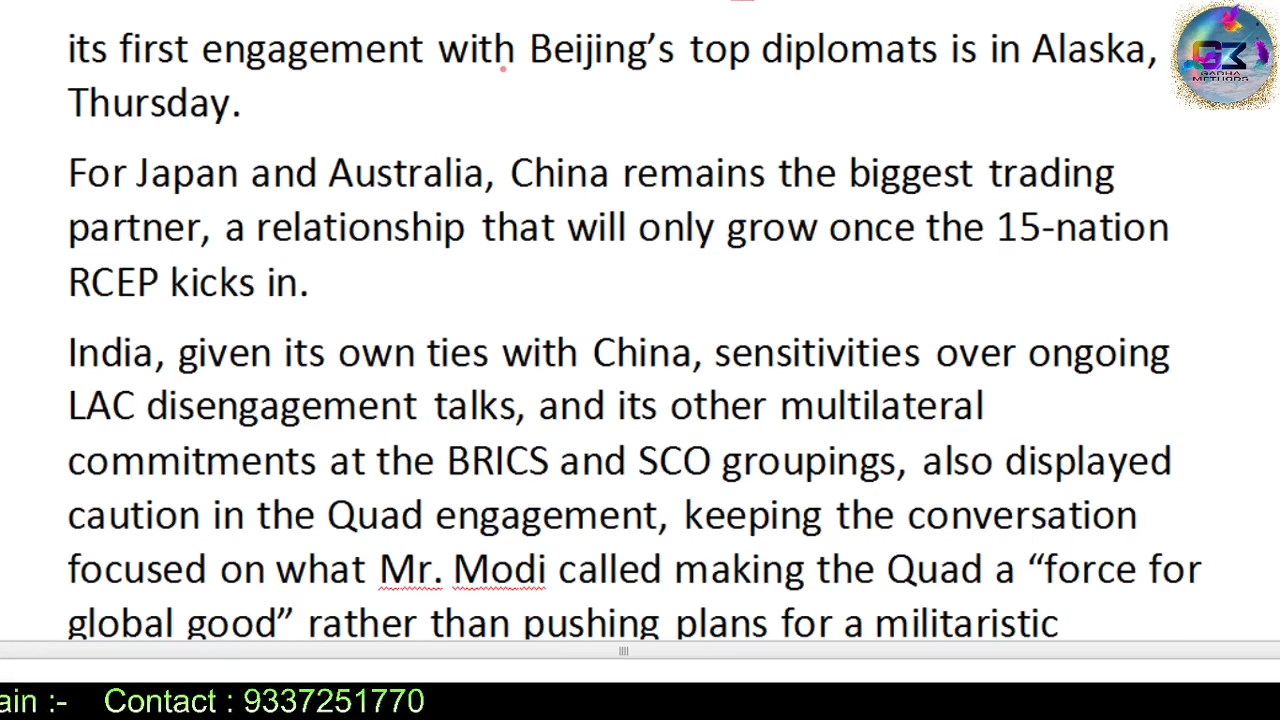 its first engagement with Beijing’s top diplomats is in Alaska,
Thursday.
For Japan and Australia, China remains the biggest trading
partner, a relationship that will only grow once the 15-nation
RCEP kicks in.
India, given its own ties with China, sensitivities over ongoing
LAC disengagement talks, and its other multilateral
commitments at the BRICS and SCO groupings, also displayed
caution in the Quad engagement, keeping the conversation
focused on what Mr. Modi called making the Quad a “force for
global good” rather than pushing plans for a militaristic
ain :- Contact : 9337251770
METHODS